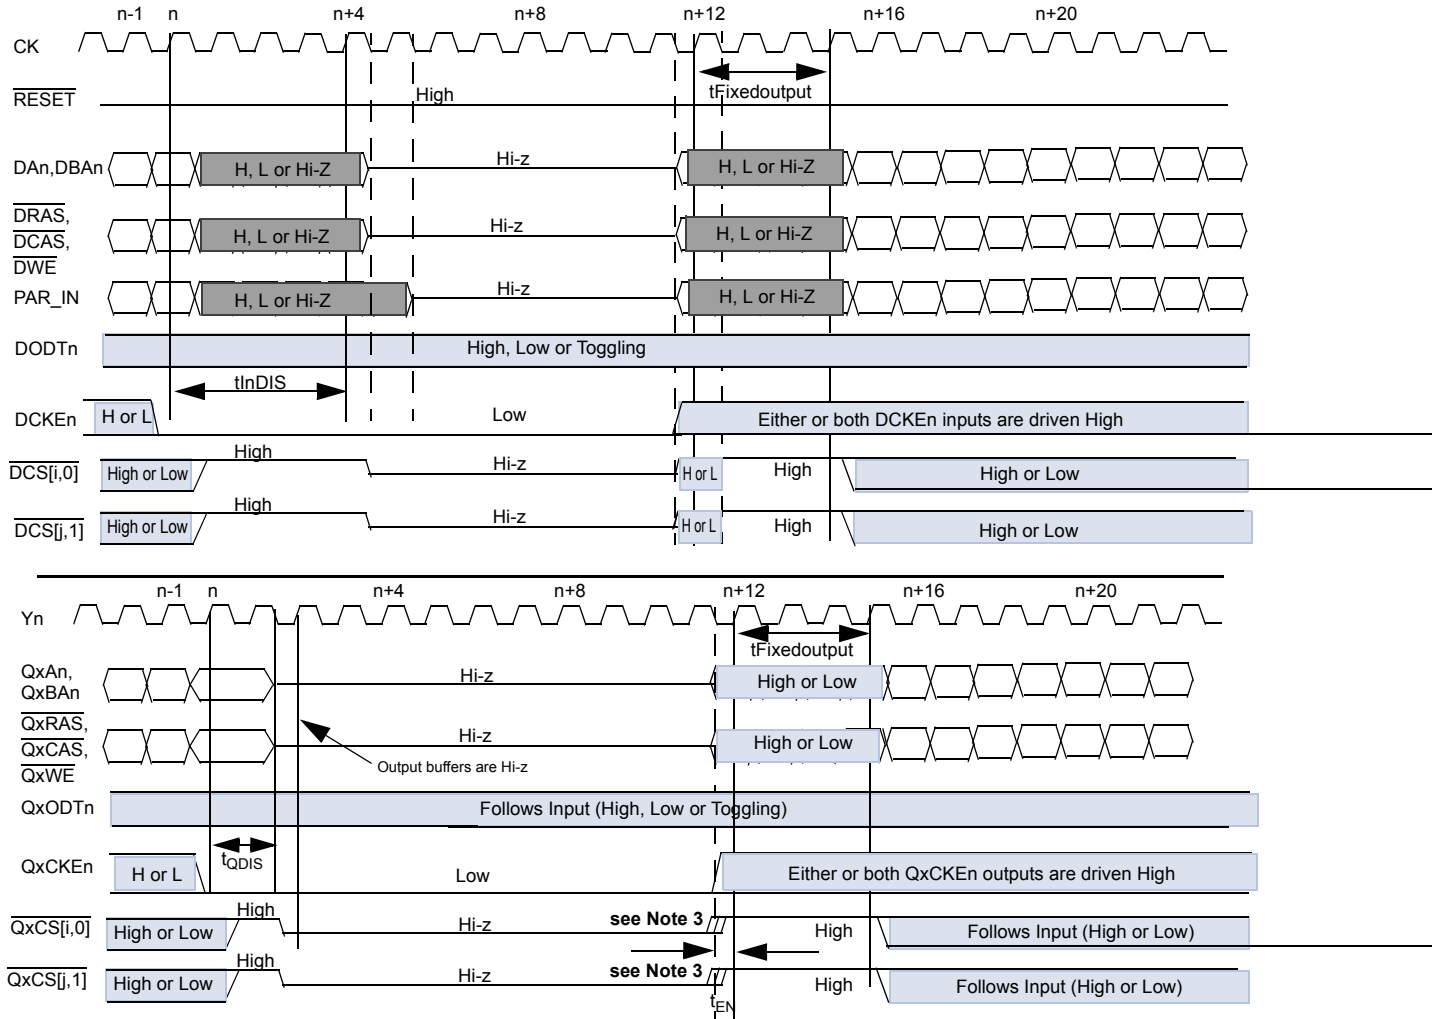 n-1 n n+4 n+8 n+12 n+16 n+20
CK
RESET High tFixedoutput
DAn,DBAn H, L or Hi-Z Hi-z H, L or Hi-Z
DRAS,
DCAS, H, L or Hi-Z Hi-z H, L or Hi-Z
DWE
PAR_IN H, L or Hi-Z Hi-z H, L or Hi-Z
DODTn High, Low or Toggling
tInDIS
DCKEn H or L Low Either or both DCKEn inputs are driven High
DCS[i,0] High or Low High Hi-z H or L High High or Low
DCS[j,1] High or Low High Hi-z H or L High High or Low
n-1 n n+4 n+8 n+12 n+16 n+20
Yn
tFixedoutput
QxAn,
QxBAn Hi-z High or Low
QxRAS,
QxCAS, Hi-z High or Low
QxWE Output buffers are Hi-z
QxODTn Follows Input (High, Low or Toggling)
tQDIS
QxCKEn H or L Low Either or both QxCKEn outputs are driven High
QxCS[i,0] High or Low High Hi-z see Note 3 High Follows Input (High or Low)
QxCS[j,1] High or Low High Hi-z see Note 3 High Follows Input (High or Low)
tEN